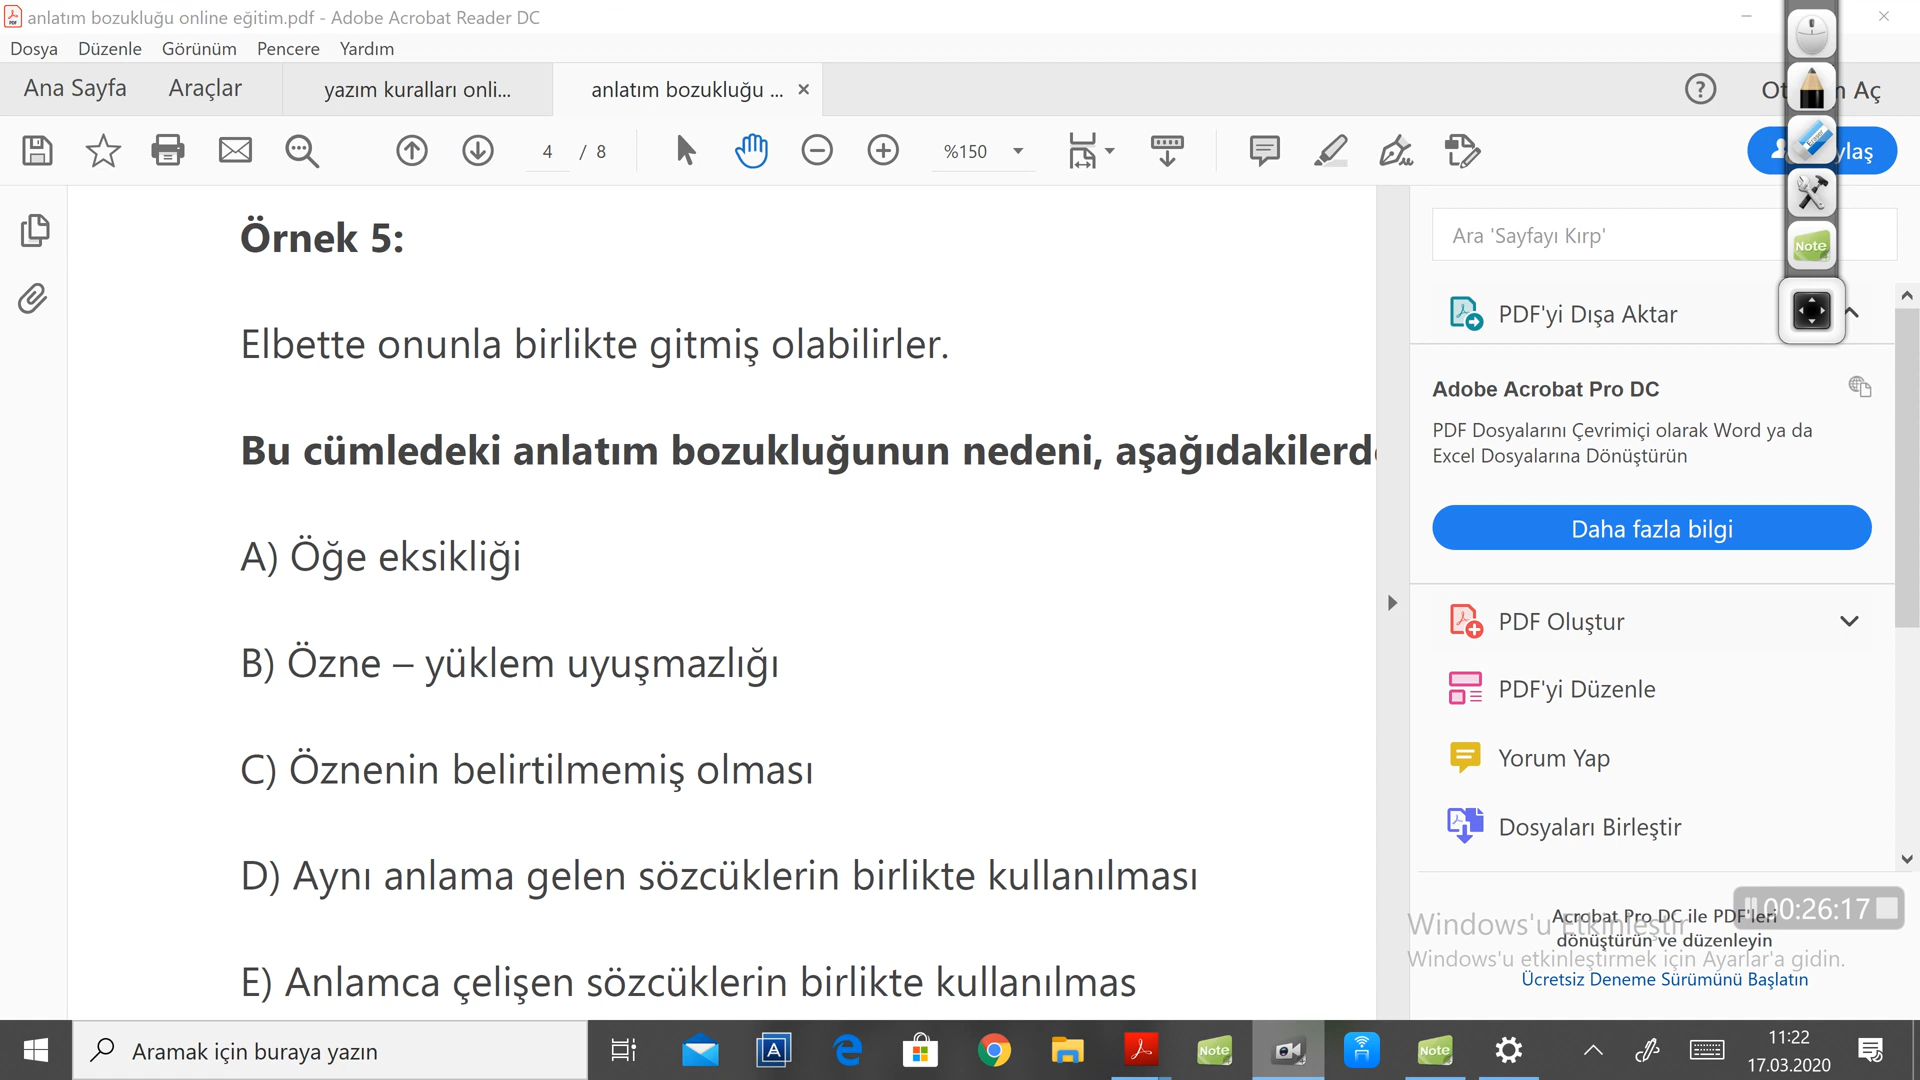 anlatım bozukluğu online eğitim.pdf - Adobe Acrobat Reader DC
Dosya Düzenle Görünüm Pencere Yardım
Ana Sayfa Araçlar yazım kuralları onli... anlatım bozukluğu ... Aç
4 / 8 %150
Örnek 5:
Elbette onunla birlikte gitmiş olabilirler.
Bu cümledeki anlatım bozukluğunun nedeni,
A) Öğe eksikliği
B) Özne – yüklem uyuşmazlığı
C) Öznenin belirtilmemiş olması
D) Aynı anlama gelen sözcüklerin birlikte kullanılması
E) Anlamca çelişen sözcüklerin birlikte kullanılmas
Ara 'Sayfayı Kırp'
Note
PDF'yi Dışa Aktar
Adobe Acrobat Pro DC
PDF Dosyalarını Çevrimiçi olarak Word ya da
Excel Dosyalarına Dönüştürün
Daha fazla bilgi
PDF Oluştur
PDF'yi Düzenle
Yorum Yap
Dosyaları Birleştir
00:26:17
Acrobat Pro DC ile PDF'leri
dönüştürün ve düzenleyin
Windows'u Etkinleştir
Windows'u etkinleştirmek için Ayarlar'a gidin.
Ücretsiz Deneme Sürümünü Başlatın
Aramak için buraya yazın
Note
Note
11:22
17.03.2020